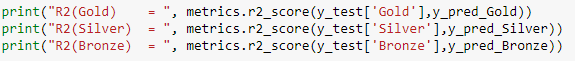 print("R2(Gold)    = ", metrics.r2_score(y_test['Gold'],y_pred_Gold))
print("R2(Silver)  = ", metrics.r2_score(y_test['Silver'],y_pred_Silver))
print("R2(Bronze)  = ", metrics.r2_score(y_test['Bronze'],y_pred_Bronze))